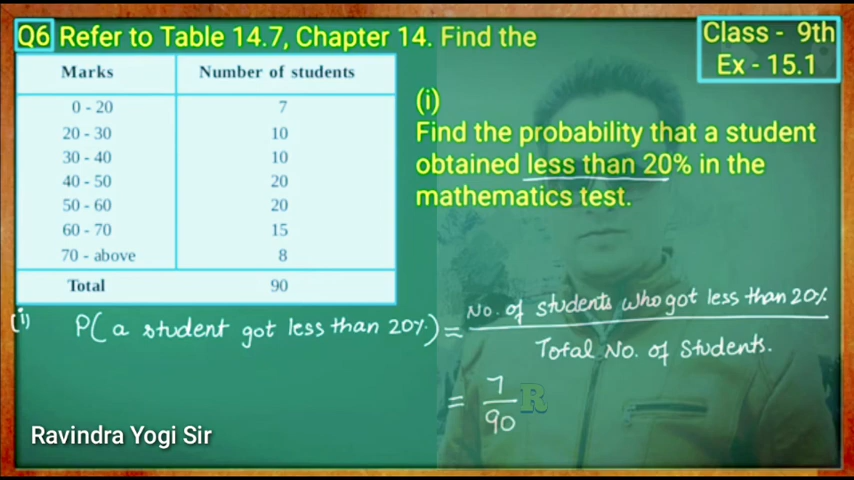 Q6 Refer to Table 14.7, Chapter 14. Find the
Class - 9th
Ex - 15.1
Marks Number of students
0 - 20 7
20 - 30 10
30 - 40 10
40 - 50 20
50 - 60 20
60 - 70 15
70 - above 8
Total 90
(i)
Find the probability that a student
obtained less than 20% in the
mathematics test.
(i) P( a student got less than 20%.) = No. of students who got less than 20%
Total No. of students.
= 7
90
R
Ravindra Yogi Sir